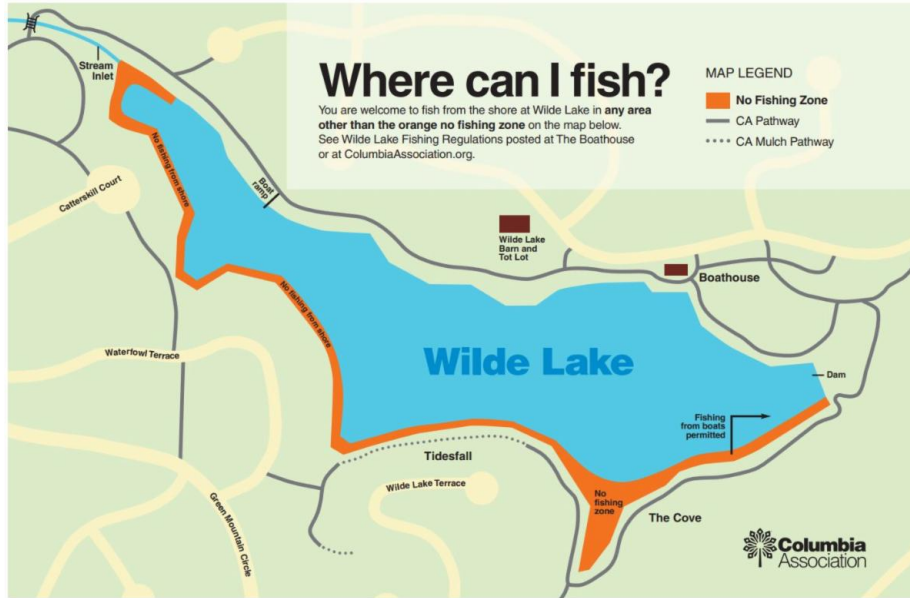 Where can I fish?
You are welcome to fish from the shore at Wilde Lake in any area
other than the orange no fishing zone on the map below.
See Wilde Lake Fishing Regulations posted at The Boathouse
or at ColumbiaAssociation.org.
MAP LEGEND
No Fishing Zone
CA Pathway
CA Mulch Pathway
Stream
Inlet
No fishing from shore
Catterskill Court
Boat
ramp
Wilde Lake
Barn and
Tot Lot
Boathouse
No fishing from shore
Waterfowl Terrace
Wilde Lake
Dam
Fishing
from boats
permitted
Tidesfall
Wilde Lake Terrace
Green Mountain Circle
No
fishing
zone
The Cove
Columbia
Association